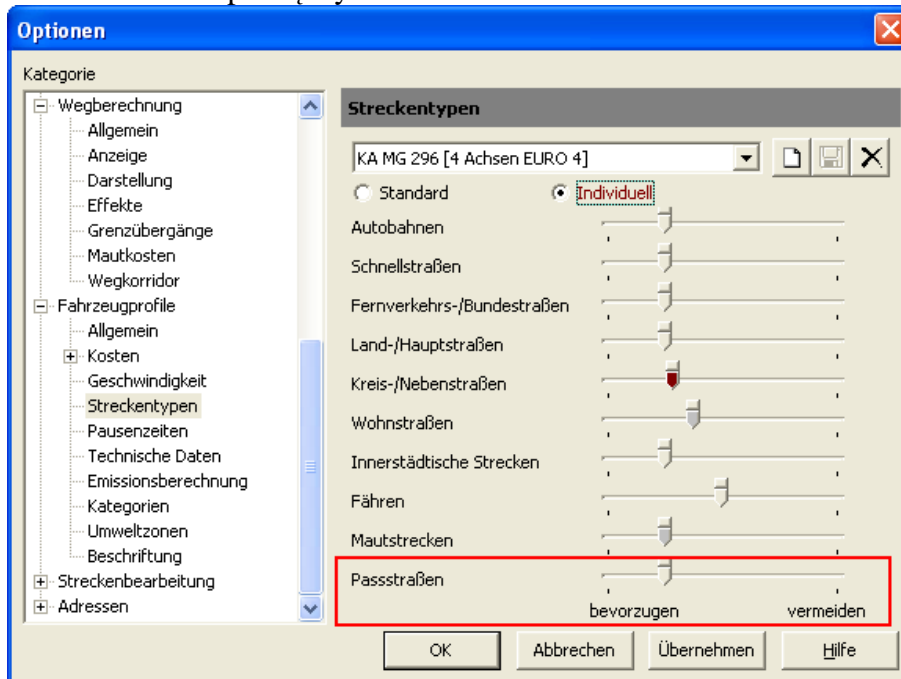 Optionen
Kategorie
Wegberechnung
Allgemein
Anzeige
Darstellung
Effekte
Grenzübergänge
Mautkosten
Wegkorridor
Fahrzeugprofile
Allgemein
Kosten
Geschwindigkeit
Streckentypen
Pausenzeiten
Technische Daten
Emissionsberechnung
Kategorien
Umweltzonen
Beschriftung
Streckenbearbeitung
Adressen
Streckentypen
KA MG 296 [4 Achsen EURO 4]
Standard Individuell
Autobahnen
Schnellstraßen
Fernverkehrs-/Bundestraßen
Land-/Hauptstraßen
Kreis-/Nebenstraßen
Wohnstraßen
Innerstädtische Strecken
Fähren
Mautstrecken
Passstraßen
bevorzugen vermeiden
OK Abbrechen Übernehmen Hilfe